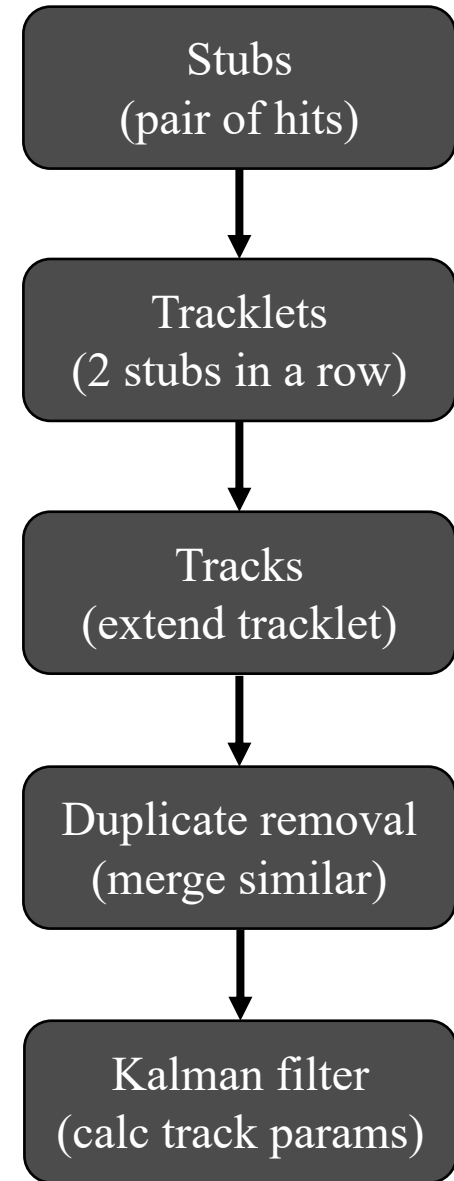 Stubs
(pair of hits)
Tracklets
(2 stubs in a row)
Tracks
(extend tracklet)
Duplicate removal
(merge similar)
Kalman filter
(calc track params)